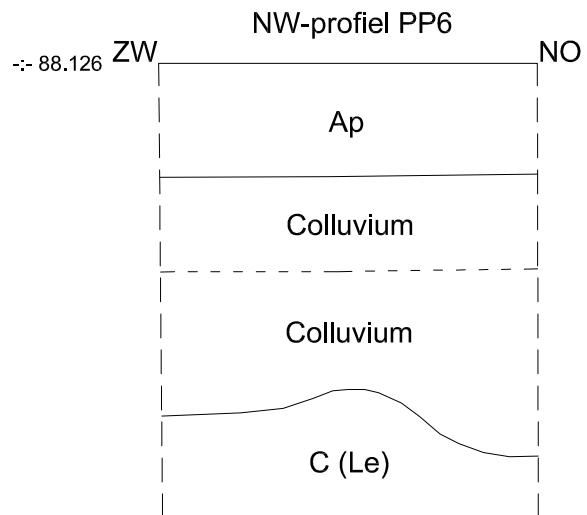 NW-profiel PP6
-:- 88.126 ZW NO
Ap
Colluvium
Colluvium
C (Le)